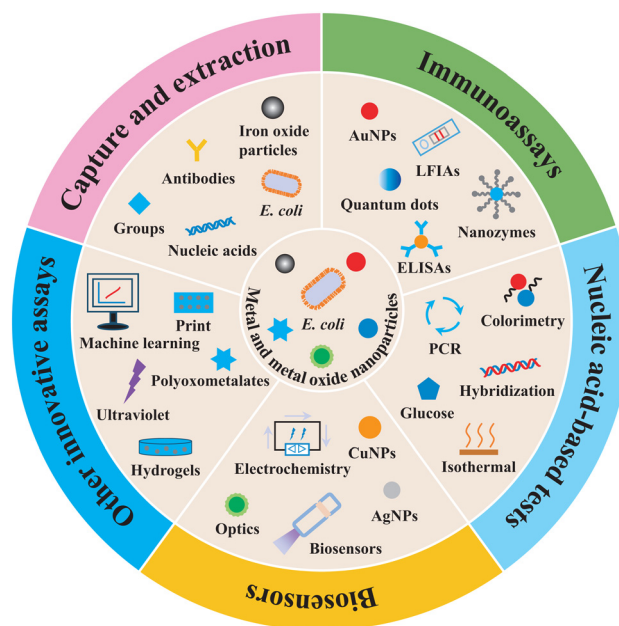 Capture and extraction
Iron oxide
particles
Antibodies
E. coli
Groups
Nucleic acids
Immunoassays
AuNPs
LFIAs
Quantum dots
Nanozymes
ELISAs
Nucleic acid-based tests
Colorimetry
PCR
Hybridization
Glucose
Isothermal
Biosensors
Electrochemistry
CuNPs
Optics
AgNPs
Biosensors
Other innovative assays
Machine learning
Print
Polyoxometalates
Ultraviolet
Hydrogels
E. coli
Metal and metal oxide nanoparticles